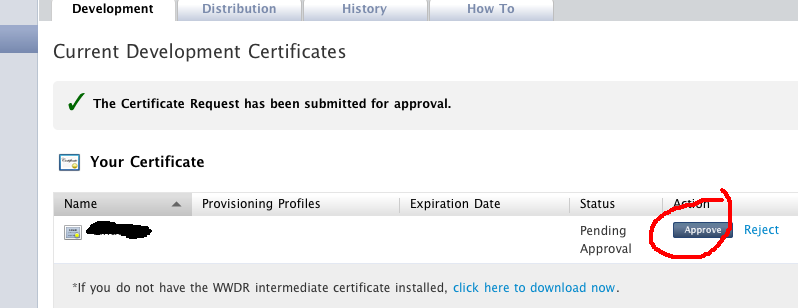 Development Distribution History How To
Current Development Certificates
The Certificate Request has been submitted for approval.
Your Certificate
Name Provisioning Profiles Expiration Date Status Action
Pending Approve Reject
Approval
*If you do not have the WWDR intermediate certificate installed, click here to download now.